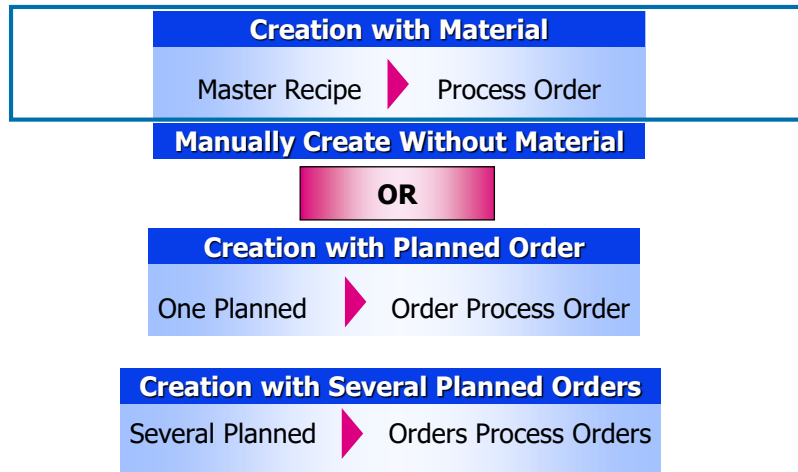 Creation with Material
Master Recipe Process Order
Manually Create Without Material
OR
Creation with Planned Order
One Planned Order Process Order
Creation with Several Planned Orders
Several Planned Orders Process Orders